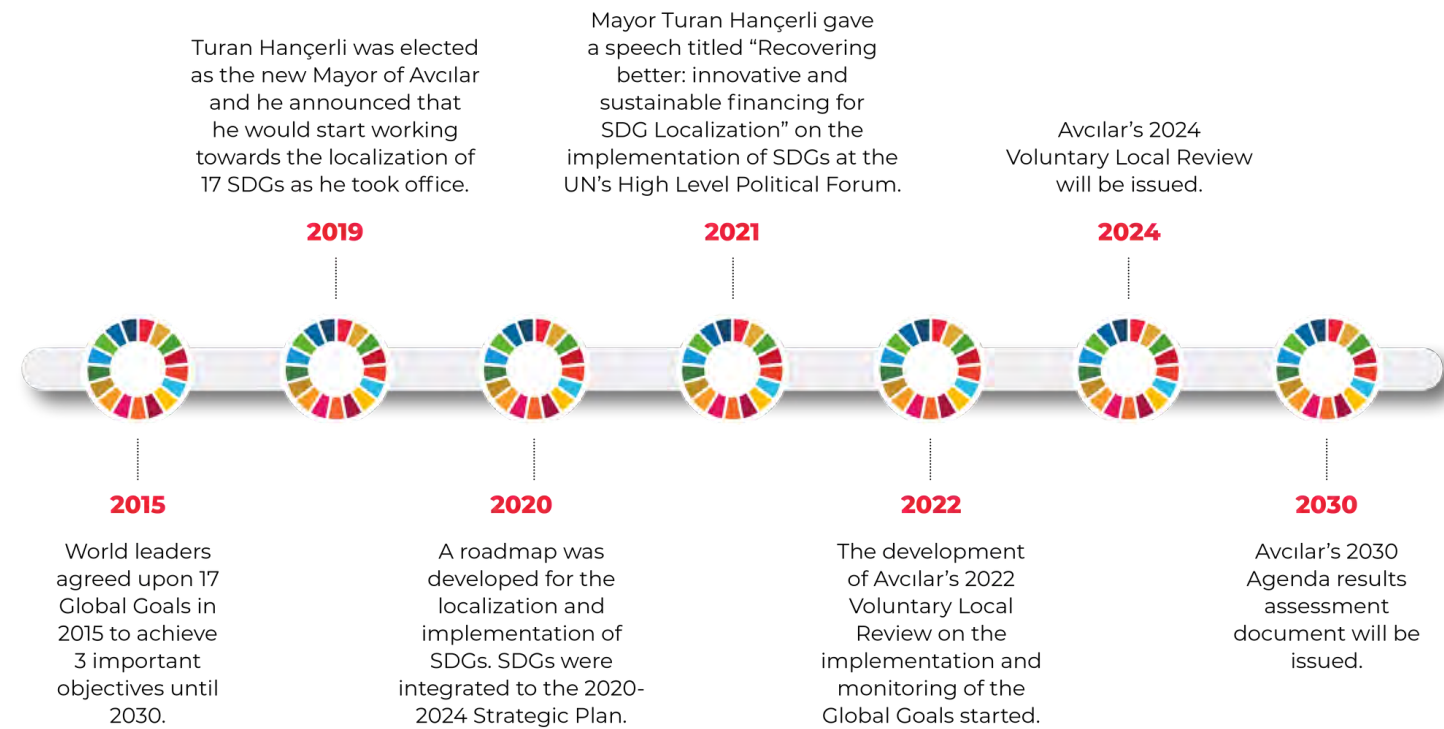 Turan Hançerli was elected
as the new Mayor of Avcılar
and he announced that
he would start working
towards the localization of
17 SDGs as he took office.
2019
Mayor Turan Hançerli gave
a speech titled “Recovering
better: innovative and
sustainable financing for
SDG Localization” on the
implementation of SDGs at the
UN’s High Level Political Forum.
2021
Avcılar’s 2024
Voluntary Local Review
will be issued.
2024
2015
World leaders
agreed upon 17
Global Goals in
2015 to achieve
3 important
objectives until
2030.
2020
A roadmap was
developed for the
localization and
implementation of
SDGs. SDGs were
integrated to the 2020-
2024 Strategic Plan.
2022
The development
of Avcılar’s 2022
Voluntary Local
Review on the
implementation and
monitoring of the
Global Goals started.
2030
Avcılar’s 2030
Agenda results
assessment
document will be
issued.